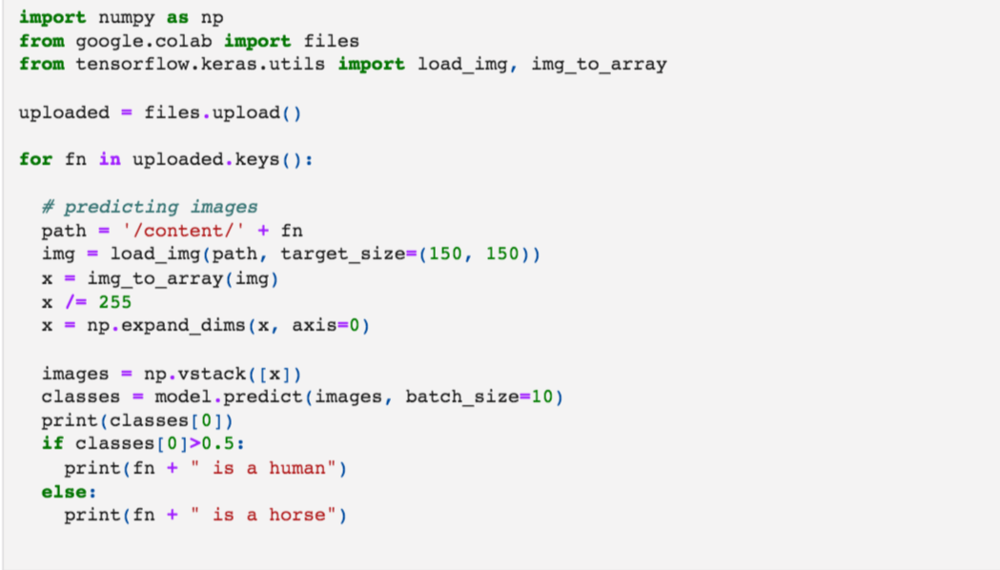 import numpy as np
from google.colab import files
from tensorflow.keras.utils import load_img, img_to_array

uploaded = files.upload()

for fn in uploaded.keys():

  # predicting images
  path = '/content/' + fn
  img = load_img(path, target_size=(150, 150))
  x = img_to_array(img)
  x /= 255
  x = np.expand_dims(x, axis=0)

  images = np.vstack([x])
  classes = model.predict(images, batch_size=10)
  print(classes[0])
  if classes[0]>0.5:
    print(fn + " is a human")
  else:
    print(fn + " is a horse")